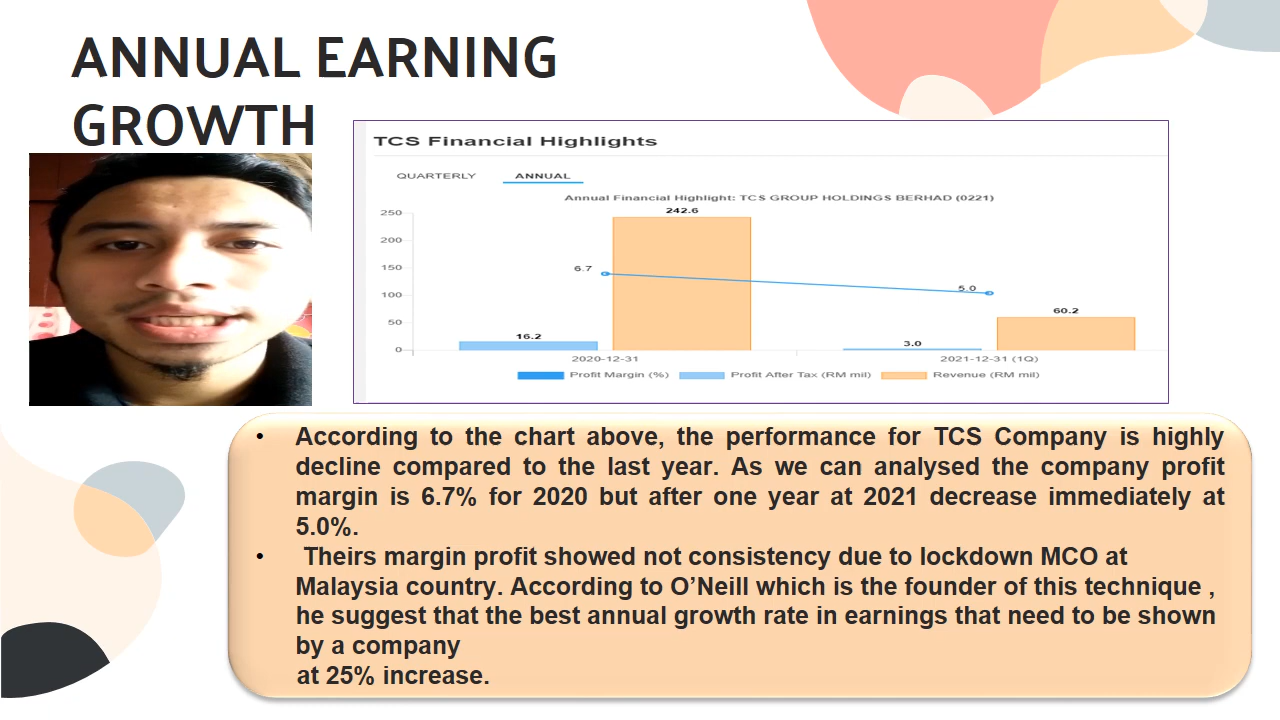 ANNUAL EARNING
GROWTH
TCS Financial Highlights
QUARTERLY ANNUAL
Annual Financial Highlight: TCS GROUP HOLDINGS BERHAD (0221)
250
200
150
100
50
0
242.6
6.7
5.0
60.2
16.2
3.0
2020-12-31 2021-12-31 (1Q)
Profit Margin (%) Profit After Tax (RM mil) Revenue (RM mil)
• According to the chart above, the performance for TCS Company is highly
decline compared to the last year. As we can analysed the company profit
margin is 6.7% for 2020 but after one year at 2021 decrease immediately at
5.0%.
• Theirs margin profit showed not consistency due to lockdown MCO at
Malaysia country. According to O’Neill which is the founder of this technique ,
he suggest that the best annual growth rate in earnings that need to be shown
by a company
at 25% increase.